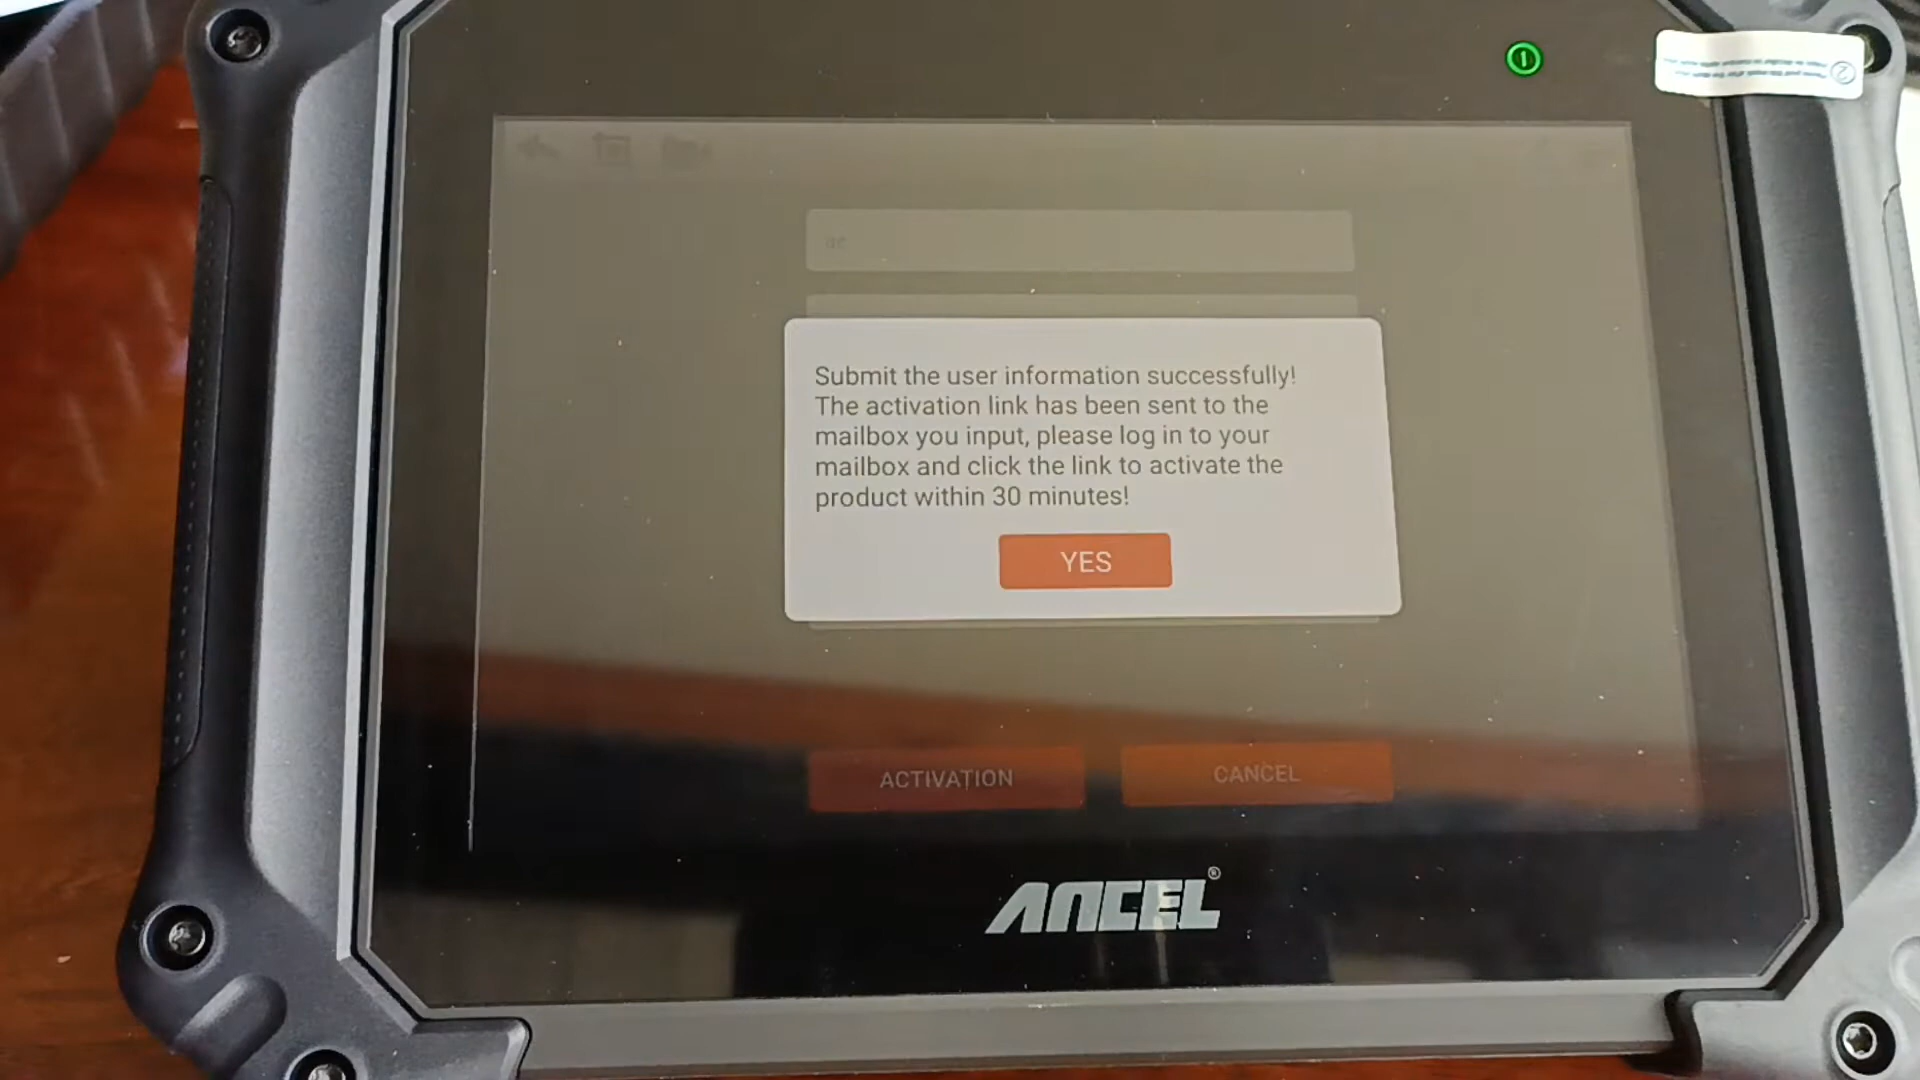 Submit the user information successfully!
The activation link has been sent to the
mailbox you input, please log in to your
mailbox and click the link to activate the
product within 30 minutes!
YES
ACTIVATION
CANCEL
ANCEL®